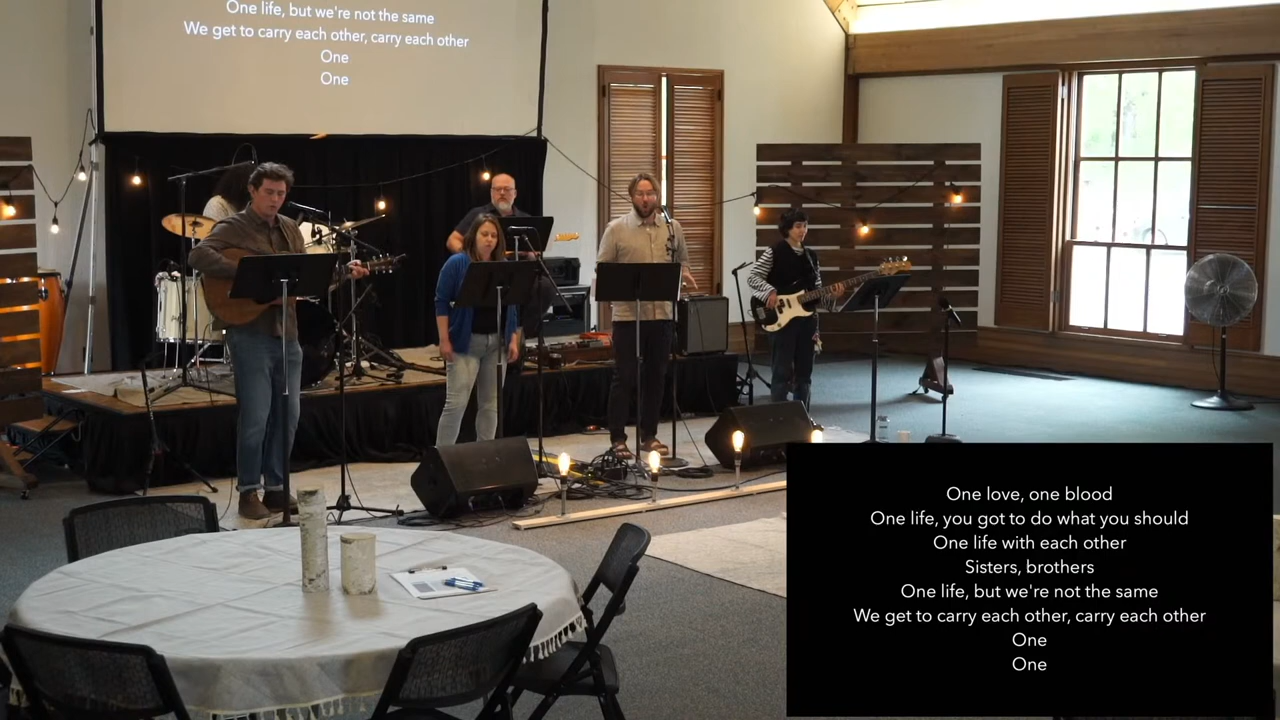 One life, but we're not the same
We get to carry each other, carry each other
One
One
One love, one blood
One life, you got to do what you should
One life with each other
Sisters, brothers
One life, but we're not the same
We get to carry each other, carry each other
One
One